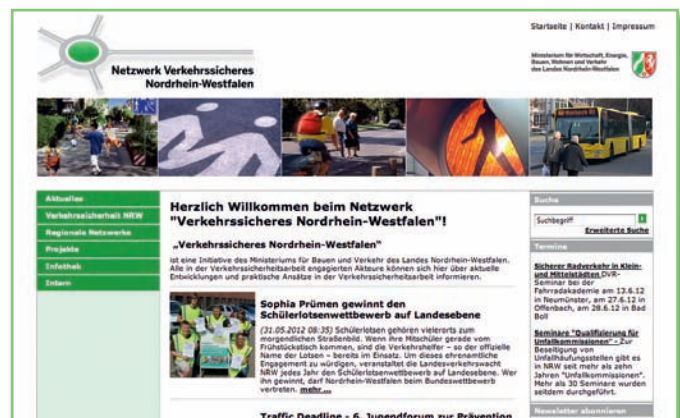 Startseite | Kontakt | Impressum
Netzwerk Verkehrssicheres
Nordrhein-Westfalen
Ministerium für Wirtschaft, Energie,
Bauen, Wohnen und Verkehr
des Landes Nordrhein-Westfalen
Aktuelles
Verkehrssicherheit NRW
Regionale Netzwerke
Projekte
Infothek
Intern
Herzlich Willkommen beim Netzwerk
"Verkehrssicheres Nordrhein-Westfalen"!
„Verkehrssicheres Nordrhein-Westfalen"
ist eine Initiative des Ministeriums für Bauen und Verkehr des Landes Nordrhein-Westfalen.
Alle in der Verkehrssicherheitsarbeit engagierten Akteure können sich hier über aktuelle
Entwicklungen und praktische Ansätze in der Verkehrssicherheitsarbeit informieren.
Sophia Prümen gewinnt den
Schülerlotsenwettbewerb auf Landesebene
(31.05.2012 08:35) Schülerlotsen gehören vielerorts zum
morgendlichen Straßenbild. Wenn ihre Mitschüler gerade vom
Frühstückstisch kommen, sind die Verkehrshelfer – so der offizielle
Name der Lotsen – bereits im Einsatz. Um dieses ehrenamtliche
Engagement zu würdigen, veranstaltet die Landesverkehrswacht
NRW jedes Jahr den Schülerlotsenwettbewerb auf Landesebene. Wer
ihn gewinnt, darf Nordrhein-Westfalen beim Bundeswettbewerb
vertreten. mehr ...
Traffic Deadline - 6. Jugendforum zur Prävention
Suche
Suchbegriff
Erweiterte Suche
Termine
Sicherer Radverkehr in Klein-
und Mittelstädten DVR-
Seminar bei der
Fahrradakademie am 13.6.12
in Neumünster, am 27.6.12 in
Offenbach, am 28.6.12 in Bad
Boll
Seminare "Qualifizierung für
Unfallkommissionen" - Zur
Beseitigung von
Unfallhäufungsstellen gibt es
in NRW seit mehr als zehn
Jahren "Unfallkommissionen".
Mehr als 30 Seminare wurden
seitdem durchgeführt.
Newsletter abonnieren